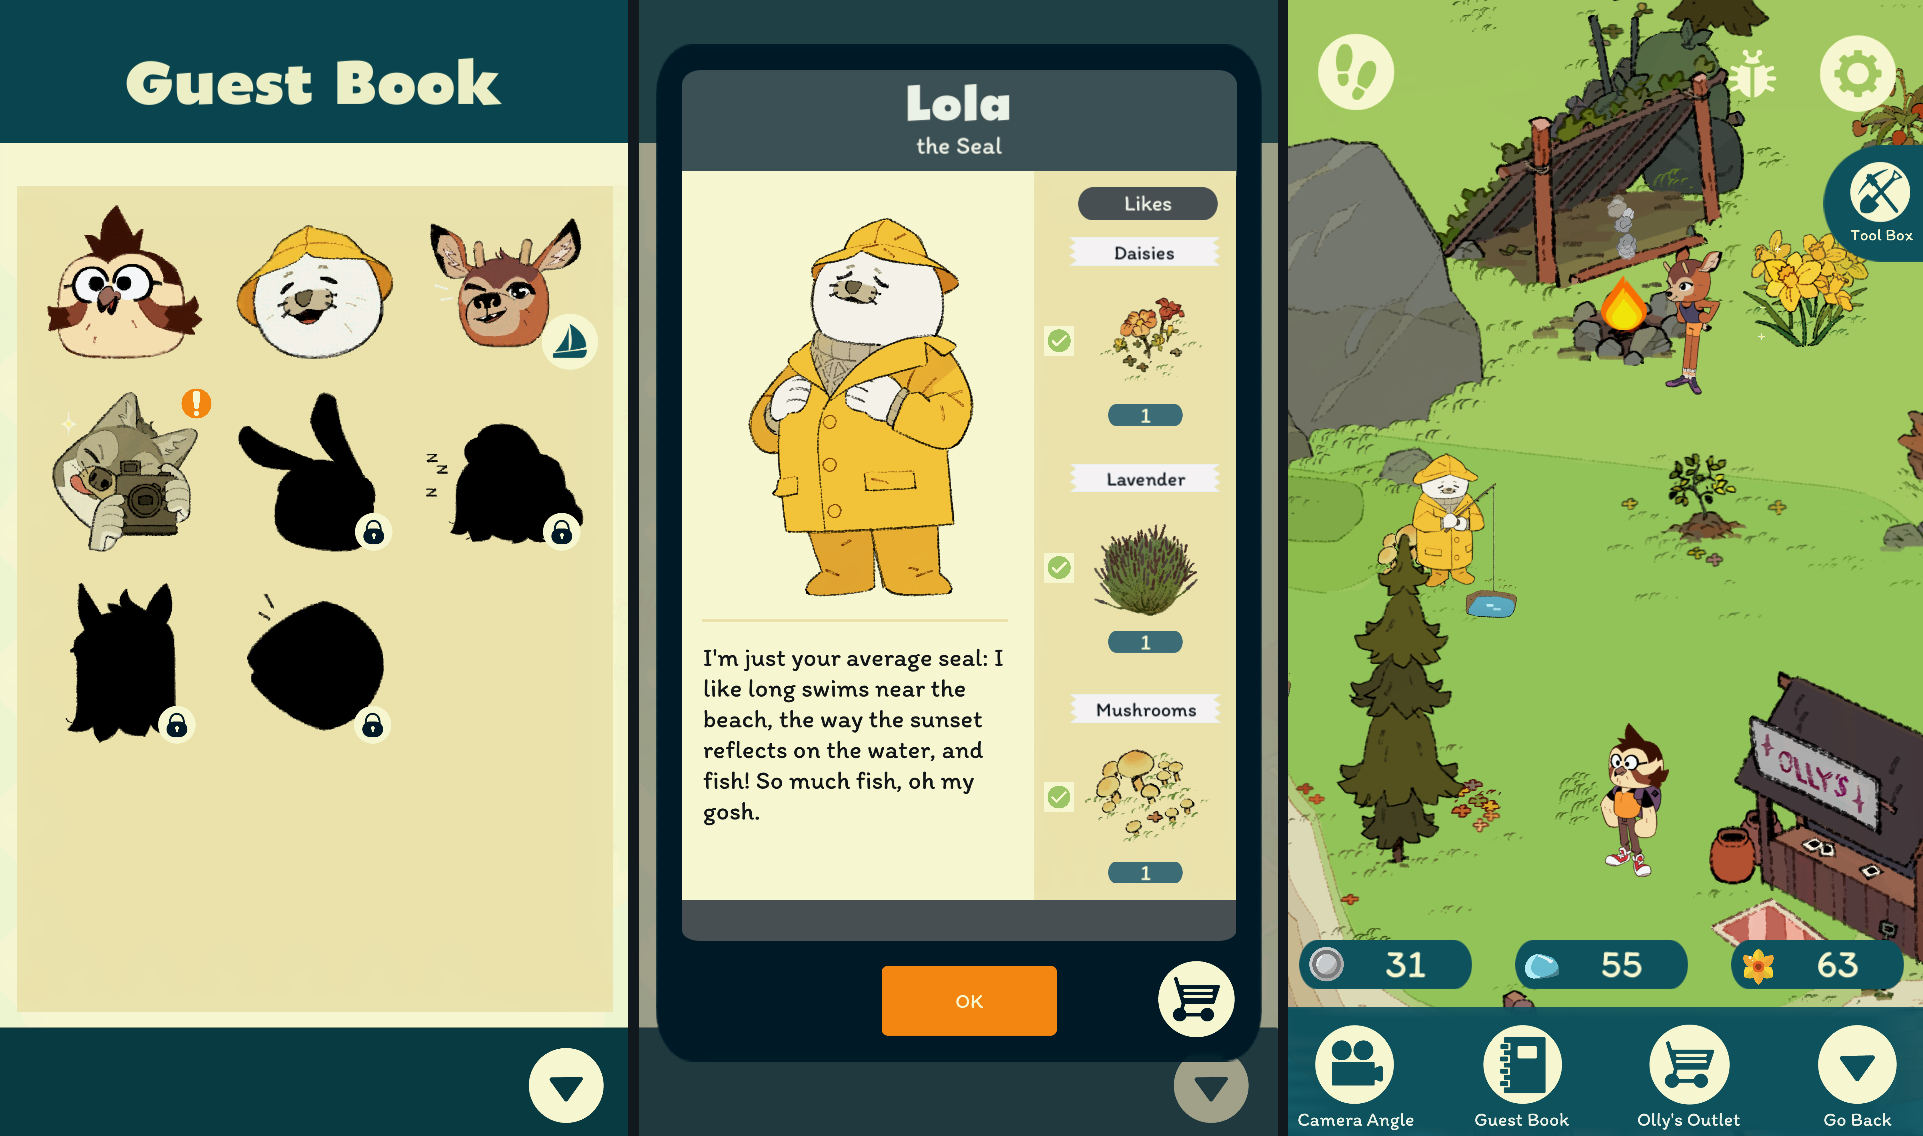 Guest Book
z
z
z
Lola
the Seal
Likes
Daisies
1
Lavender
1
Mushrooms
1
I'm just your average seal: I
like long swims near the
beach, the way the sunset
reflects on the water, and
fish! So much fish, oh my
gosh.
OK
Tool Box
OLLY'S
31
55
63
Camera Angle
Guest Book
Olly's Outlet
Go Back